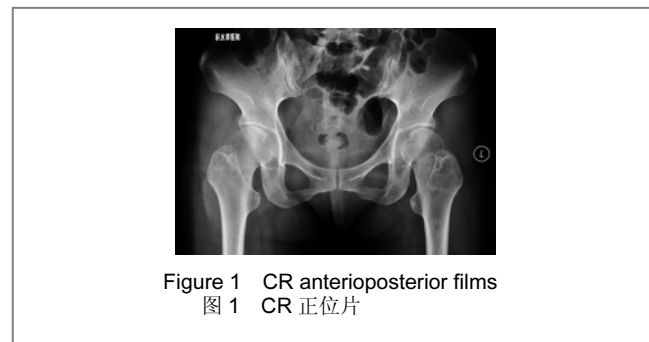 L
Figure 1 CR anterioposterior films
图 1 CR 正位片